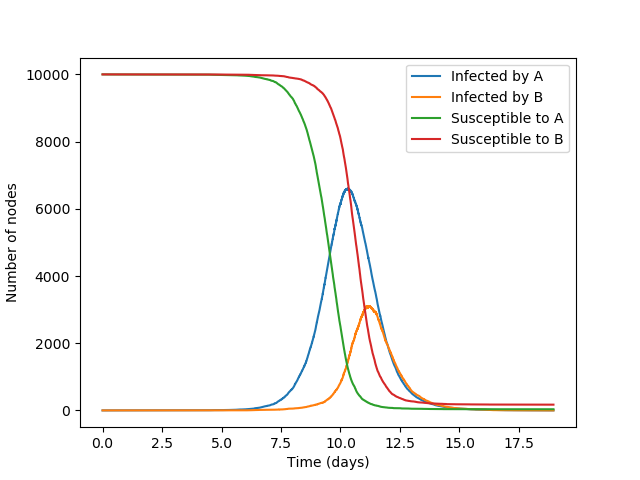 10000
8000
6000
4000
2000
0
Number of nodes
Infected by A
Infected by B
Susceptible to A
Susceptible to B
0.0 2.5 5.0 7.5 10.0 12.5 15.0 17.5
Time (days)